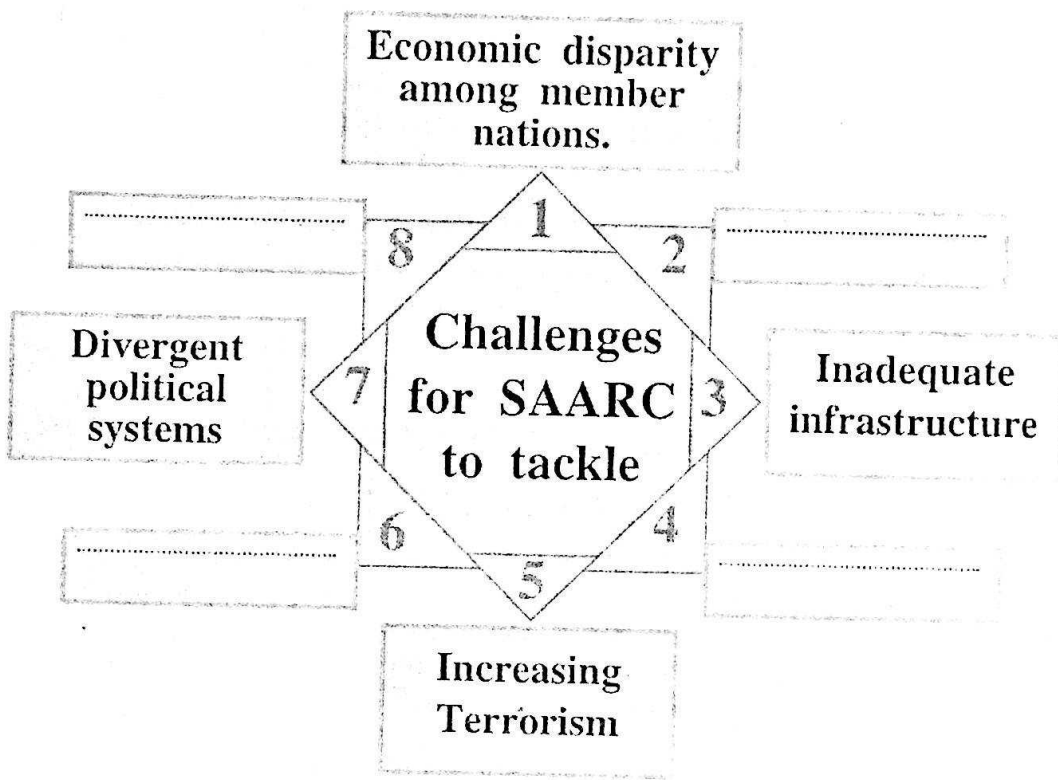 Economic disparity
among member
nations.
1
8
2
Challenges
for SAARC
to tackle
Divergent
political
systems
7
3
Inadequate
infrastructure
6
4
5
Increasing
Terrorism